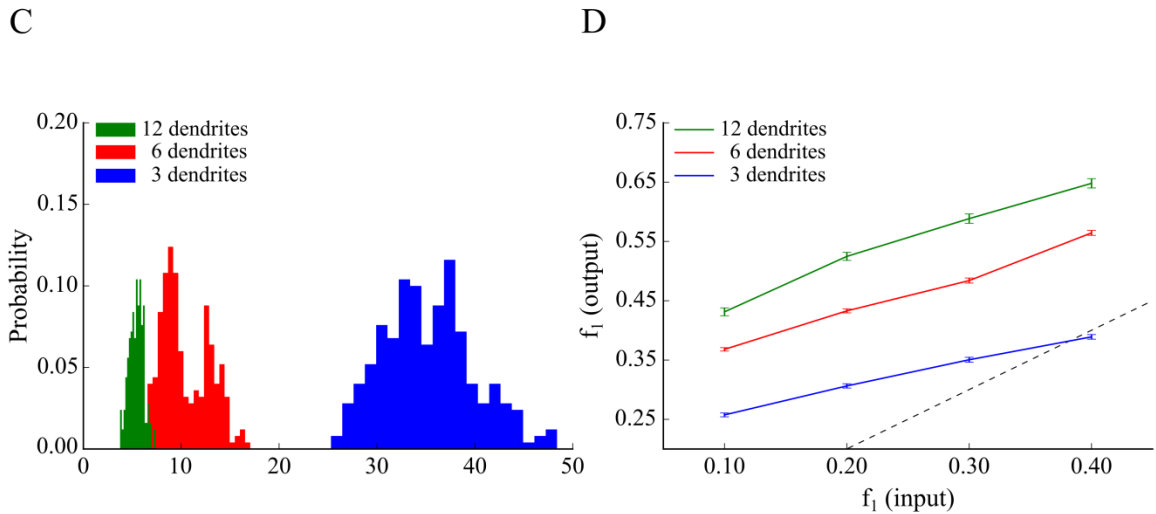 C
0.20
0.15
0.10
0.05
0.00
Probability
12 dendrites
6 dendrites
3 dendrites
0 10 20 30 40 50
D
0.75
0.65
0.55
0.45
0.35
0.25
f₁ (output)
12 dendrites
6 dendrites
3 dendrites
0.10 0.20 0.30 0.40
f₁ (input)